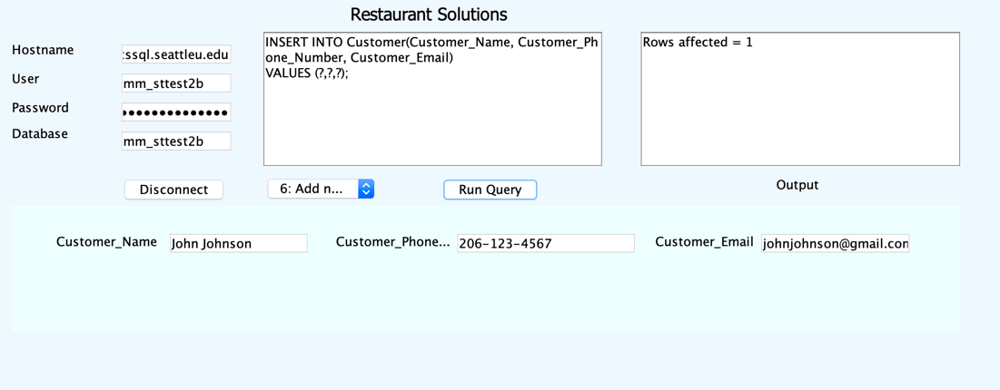 Restaurant Solutions
Hostname
:ssql.seattleu.edu
User
mm_sttest2b
Password
••••••••••••••
Database
mm_sttest2b
INSERT INTO Customer(Customer_Name, Customer_Ph
one_Number, Customer_Email)
VALUES (?,?,?);
Rows affected = 1
Disconnect
6: Add n...
Run Query
Output
Customer_Name
John Johnson
Customer_Phone...
206-123-4567
Customer_Email
johnjohnson@gmail.con